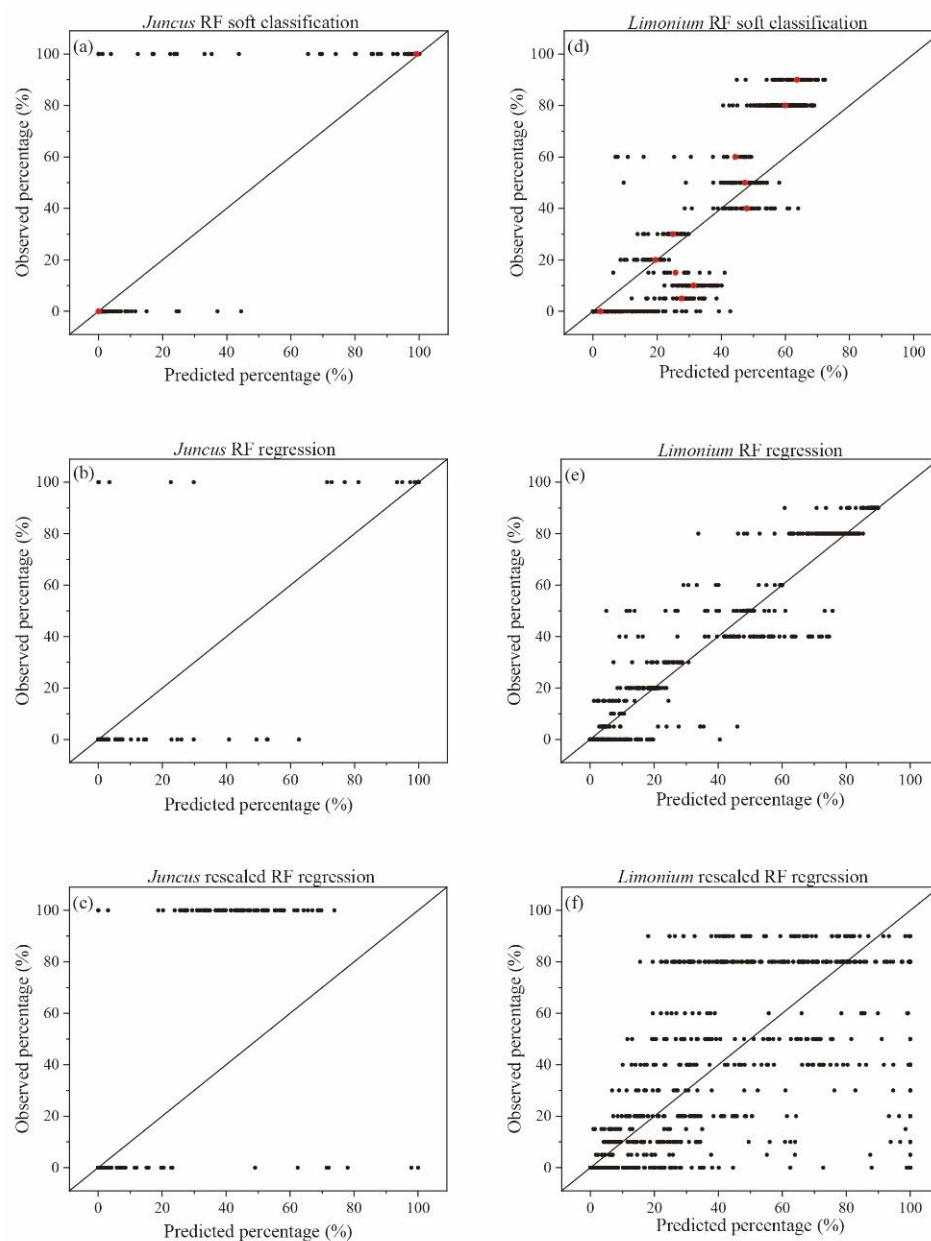 Juncus RF soft classification
(a)
100
80
60
40
20
0
Observed percentage (%)
0 20 40 60 80 100
Predicted percentage (%)
Limonium RF soft classification
(d)
100
80
60
40
20
0
Observed percentage (%)
0 20 40 60 80 100
Predicted percentage (%)
Juncus RF regression
(b)
100
80
60
40
20
0
Observed percentage (%)
0 20 40 60 80 100
Predicted percentage (%)
Limonium RF regression
(e)
100
80
60
40
20
0
Observed percentage (%)
0 20 40 60 80 100
Predicted percentage (%)
Juncus rescaled RF regression
(c)
100
80
60
40
20
0
Observed percentage (%)
0 20 40 60 80 100
Predicted percentage (%)
Limonium rescaled RF regression
(f)
100
80
60
40
20
0
Observed percentage (%)
0 20 40 60 80 100
Predicted percentage (%)